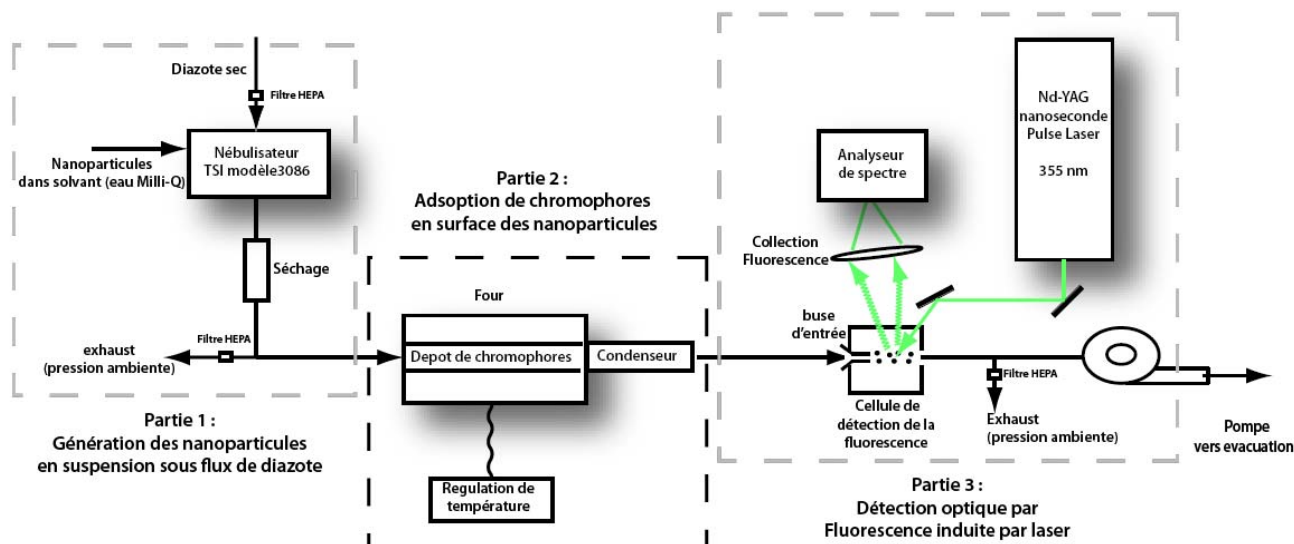 Diazote sec
Filtre HEPA
Nébulisateur
TSI modèle3086
Nanoparticules
dans solvant (eau Milli-Q)
Séchage
Filtre HEPA
exhaust
(pression ambiente)
Partie 1 :
Génération des nanoparticules
en suspension sous flux de diazote
Partie 2 :
Adsoption de chromophores
en surface des nanoparticules
Four
Depot de chromophores
Condenseur
Regulation de
température
Nd-YAG
nanoseconde
Pulse Laser
355 nm
Analyseur
de spectre
Collection
Fluorescence
buse
d'entrée
Cellule de
détection de la
fluorescence
Filtre HEPA
Exhaust
(pression ambiente)
Pompe
vers evacuation
Partie 3 :
Détection optique par
Fluorescence induite par laser